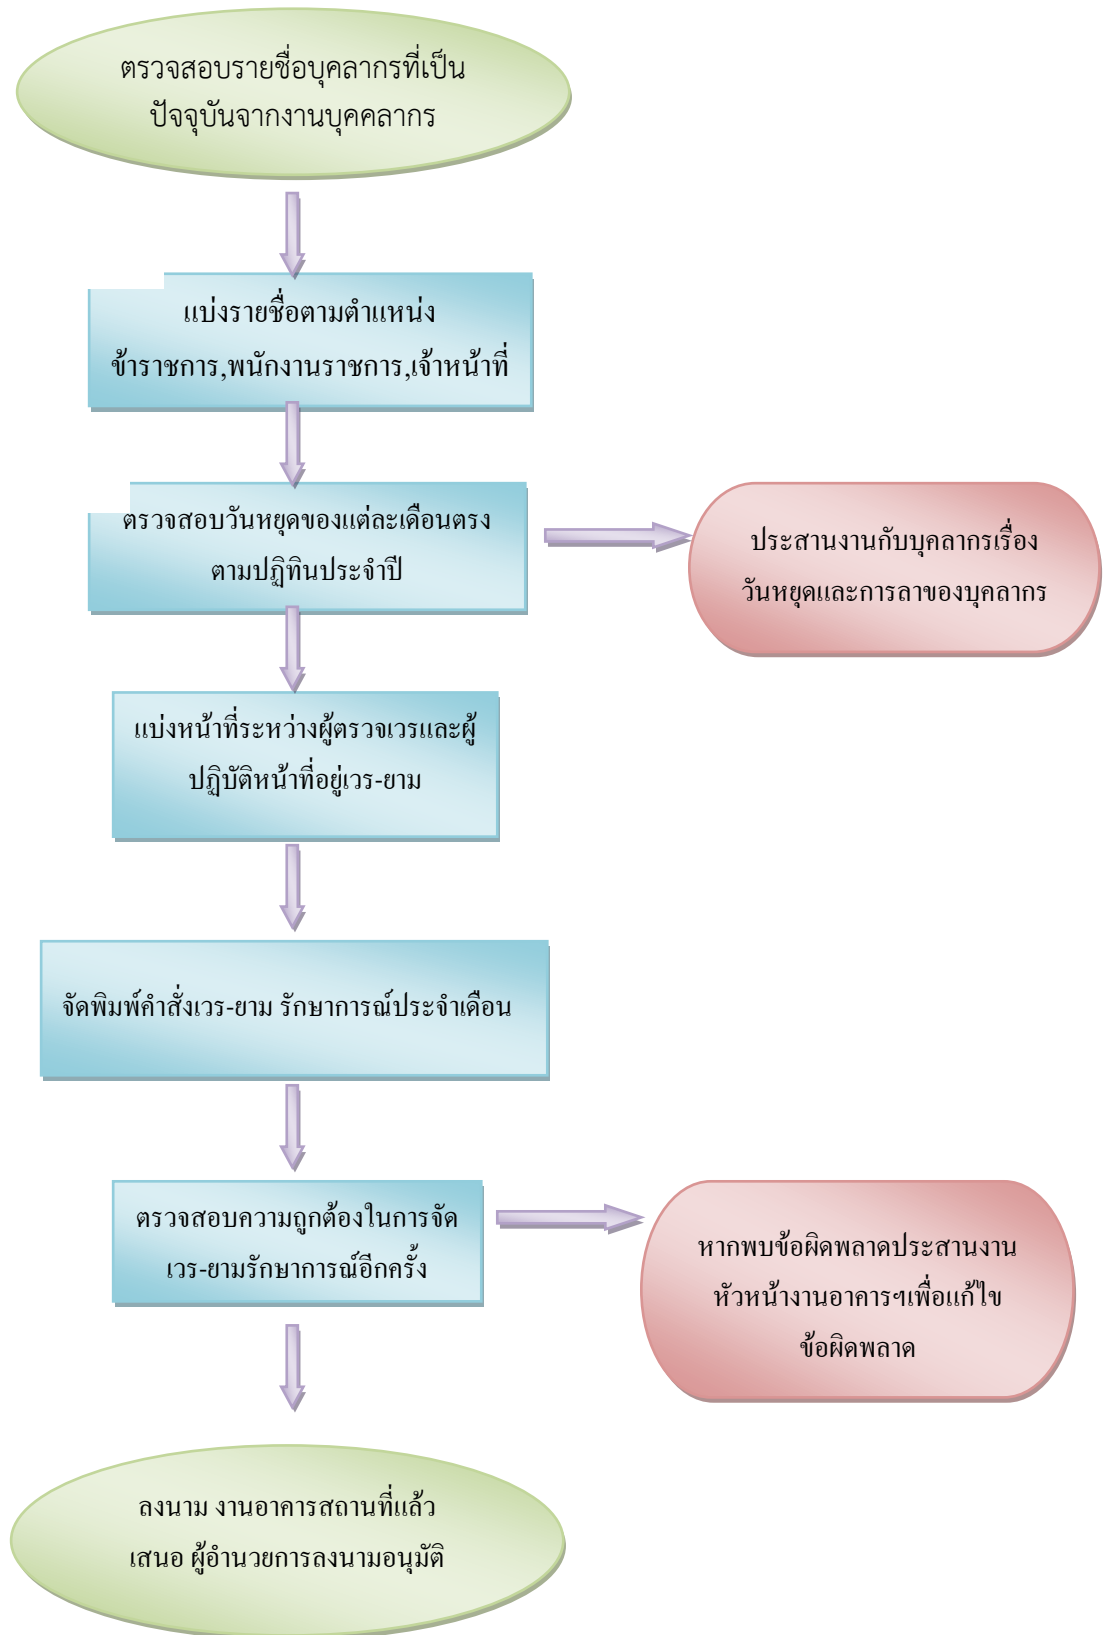 ตรวจสอบรายชื่อบุคลากรที่เป็น
ปัจจุบันจากงานบุคคลากร
แบ่งรายชื่อตามตำแหน่ง
ข้าราชการ,พนักงานราชการ,เจ้าหน้าที่
ตรวจสอบวันหยุดของแต่ละเดือนตรง
ตามปฏิทินประจำปี
ประสานงานกับบุคลากรเรื่อง
วันหยุดและการลาของบุคลากร
แบ่งหน้าที่ระหว่างผู้ตรวจเวรและผู้
ปฏิบัติหน้าที่อยู่เวร-ยาม
จัดพิมพ์คำสั่งเวร-ยาม รักษาการณ์ประจำเดือน
ตรวจสอบความถูกต้องในการจัด
เวร-ยามรักษาการณ์อีกครั้ง
หากพบข้อผิดพลาดประสานงาน
หัวหน้างานอาคารฯเพื่อแก้ไข
ข้อผิดพลาด
ลงนาม งานอาคารสถานที่แล้ว
เสนอ ผู้อำนวยการลงนามอนุมัติ